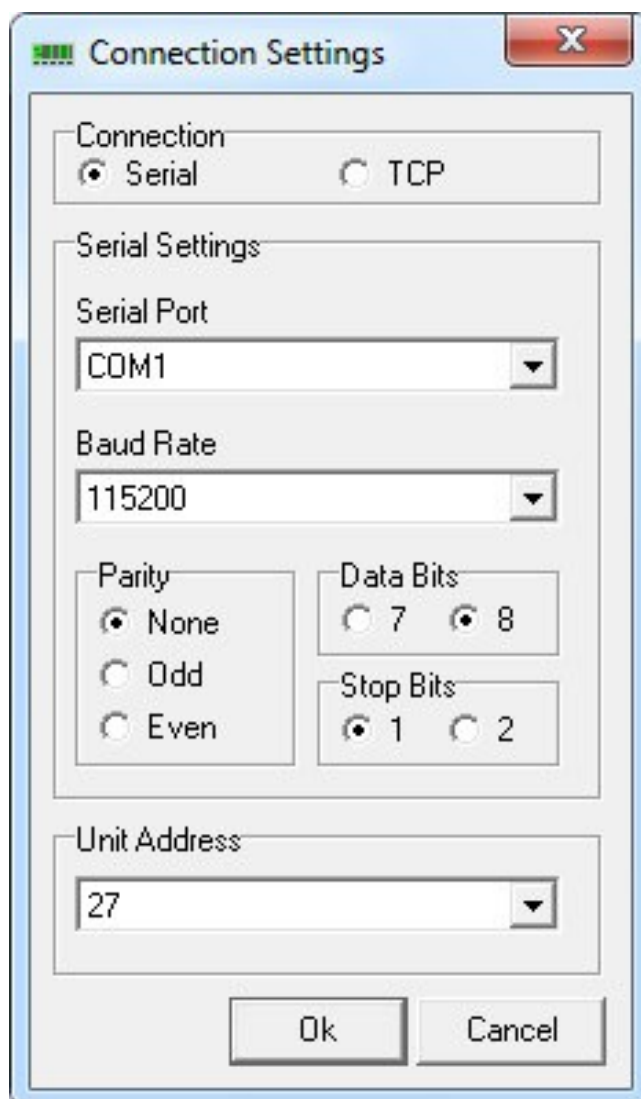 Connection Settings
Connection
Serial TCP
Serial Settings
Serial Port
COM1
Baud Rate
115200
Parity
None
Odd
Even
Data Bits
7 8
Stop Bits
1 2
Unit Address
27
Ok Cancel